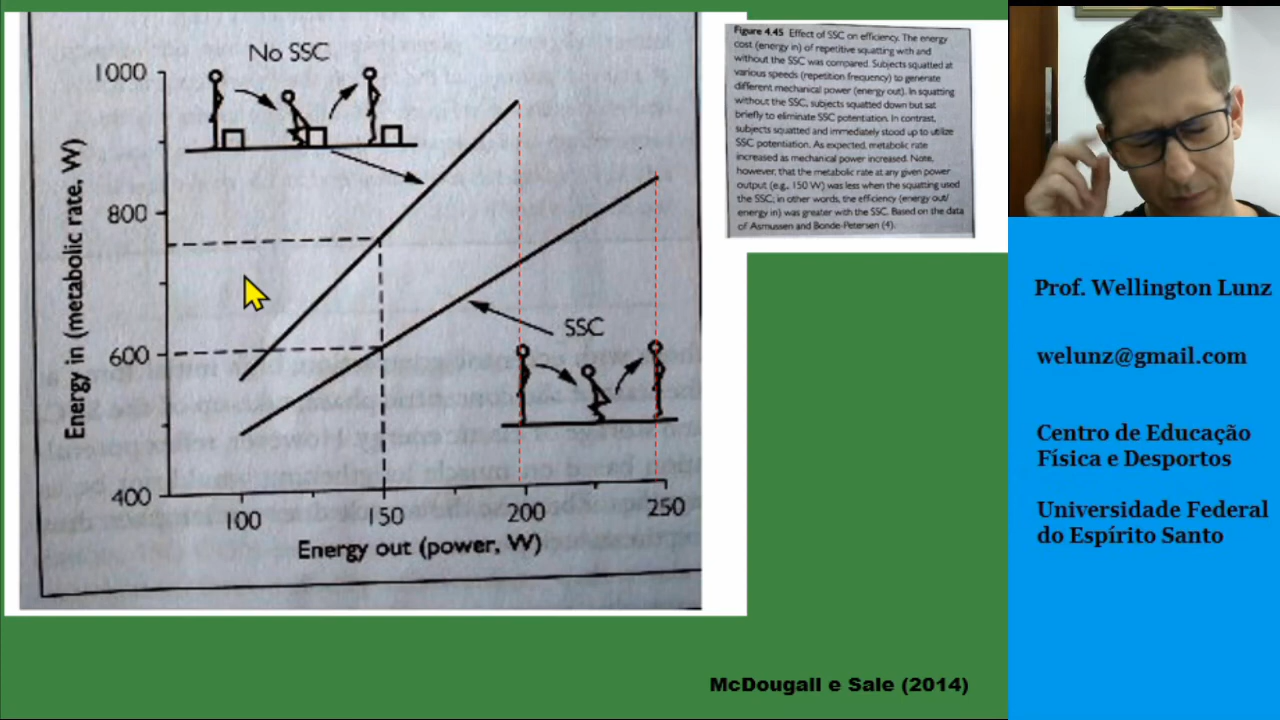 No SSC
1000
800
600
400
Energy in (metabolic rate, W)
SSC
100
150
200
250
Energy out (power, W)
Figure 4.45 Effect of SSC on efficiency. The energy
cost (energy in) of repetitive squatting with and
without the SSC was compared. Subjects squatted at
various speeds (repetition frequency) to generate
different mechanical power (energy out). In squatting
without the SSC, subjects squatted down but sat
briefly to eliminate SSC potentiation. In contrast,
subjects squatted and immediately stood up to utilize
SSC potentiation. As expected, metabolic rate
increased as mechanical power increased. Note,
however, that the metabolic rate at any given power
output (e.g., 150 W) was less when the squatting used
the SSC; in other words, the efficiency (energy out/
energy in) was greater with the SSC. Based on the data
of Asmussen and Bonde-Petersen (4).
Prof. Wellington Lunz
welunz@gmail.com
Centro de Educação
Física e Desportos
Universidade Federal
do Espírito Santo
McDougall e Sale (2014)